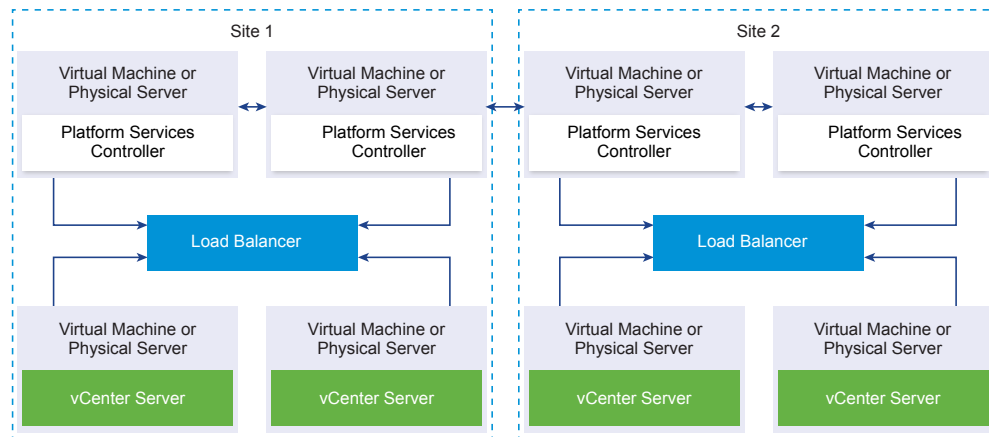 Site 1
Virtual Machine or
Physical Server
Platform Services
Controller
Virtual Machine or
Physical Server
Platform Services
Controller
Load Balancer
Virtual Machine or
Physical Server
vCenter Server
Virtual Machine or
Physical Server
vCenter Server
Site 2
Virtual Machine or
Physical Server
Platform Services
Controller
Virtual Machine or
Physical Server
Platform Services
Controller
Load Balancer
Virtual Machine or
Physical Server
vCenter Server
Virtual Machine or
Physical Server
vCenter Server